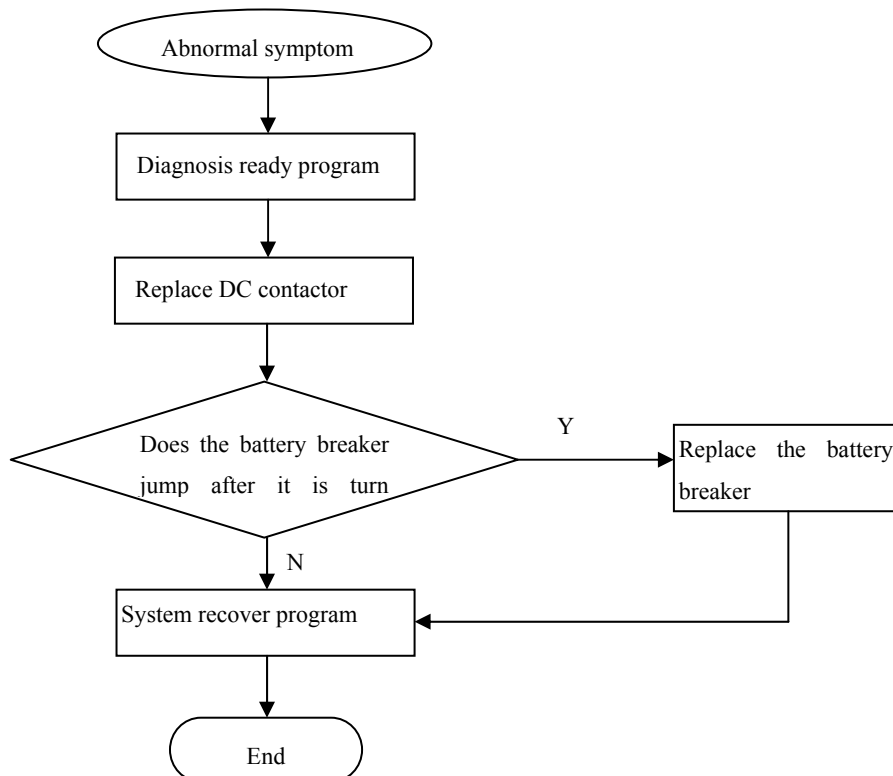 Abnormal symptom
Diagnosis ready program
Replace DC contactor
Does the battery breaker
jump after it is turn
Y
Replace the battery
breaker
N
System recover program
End